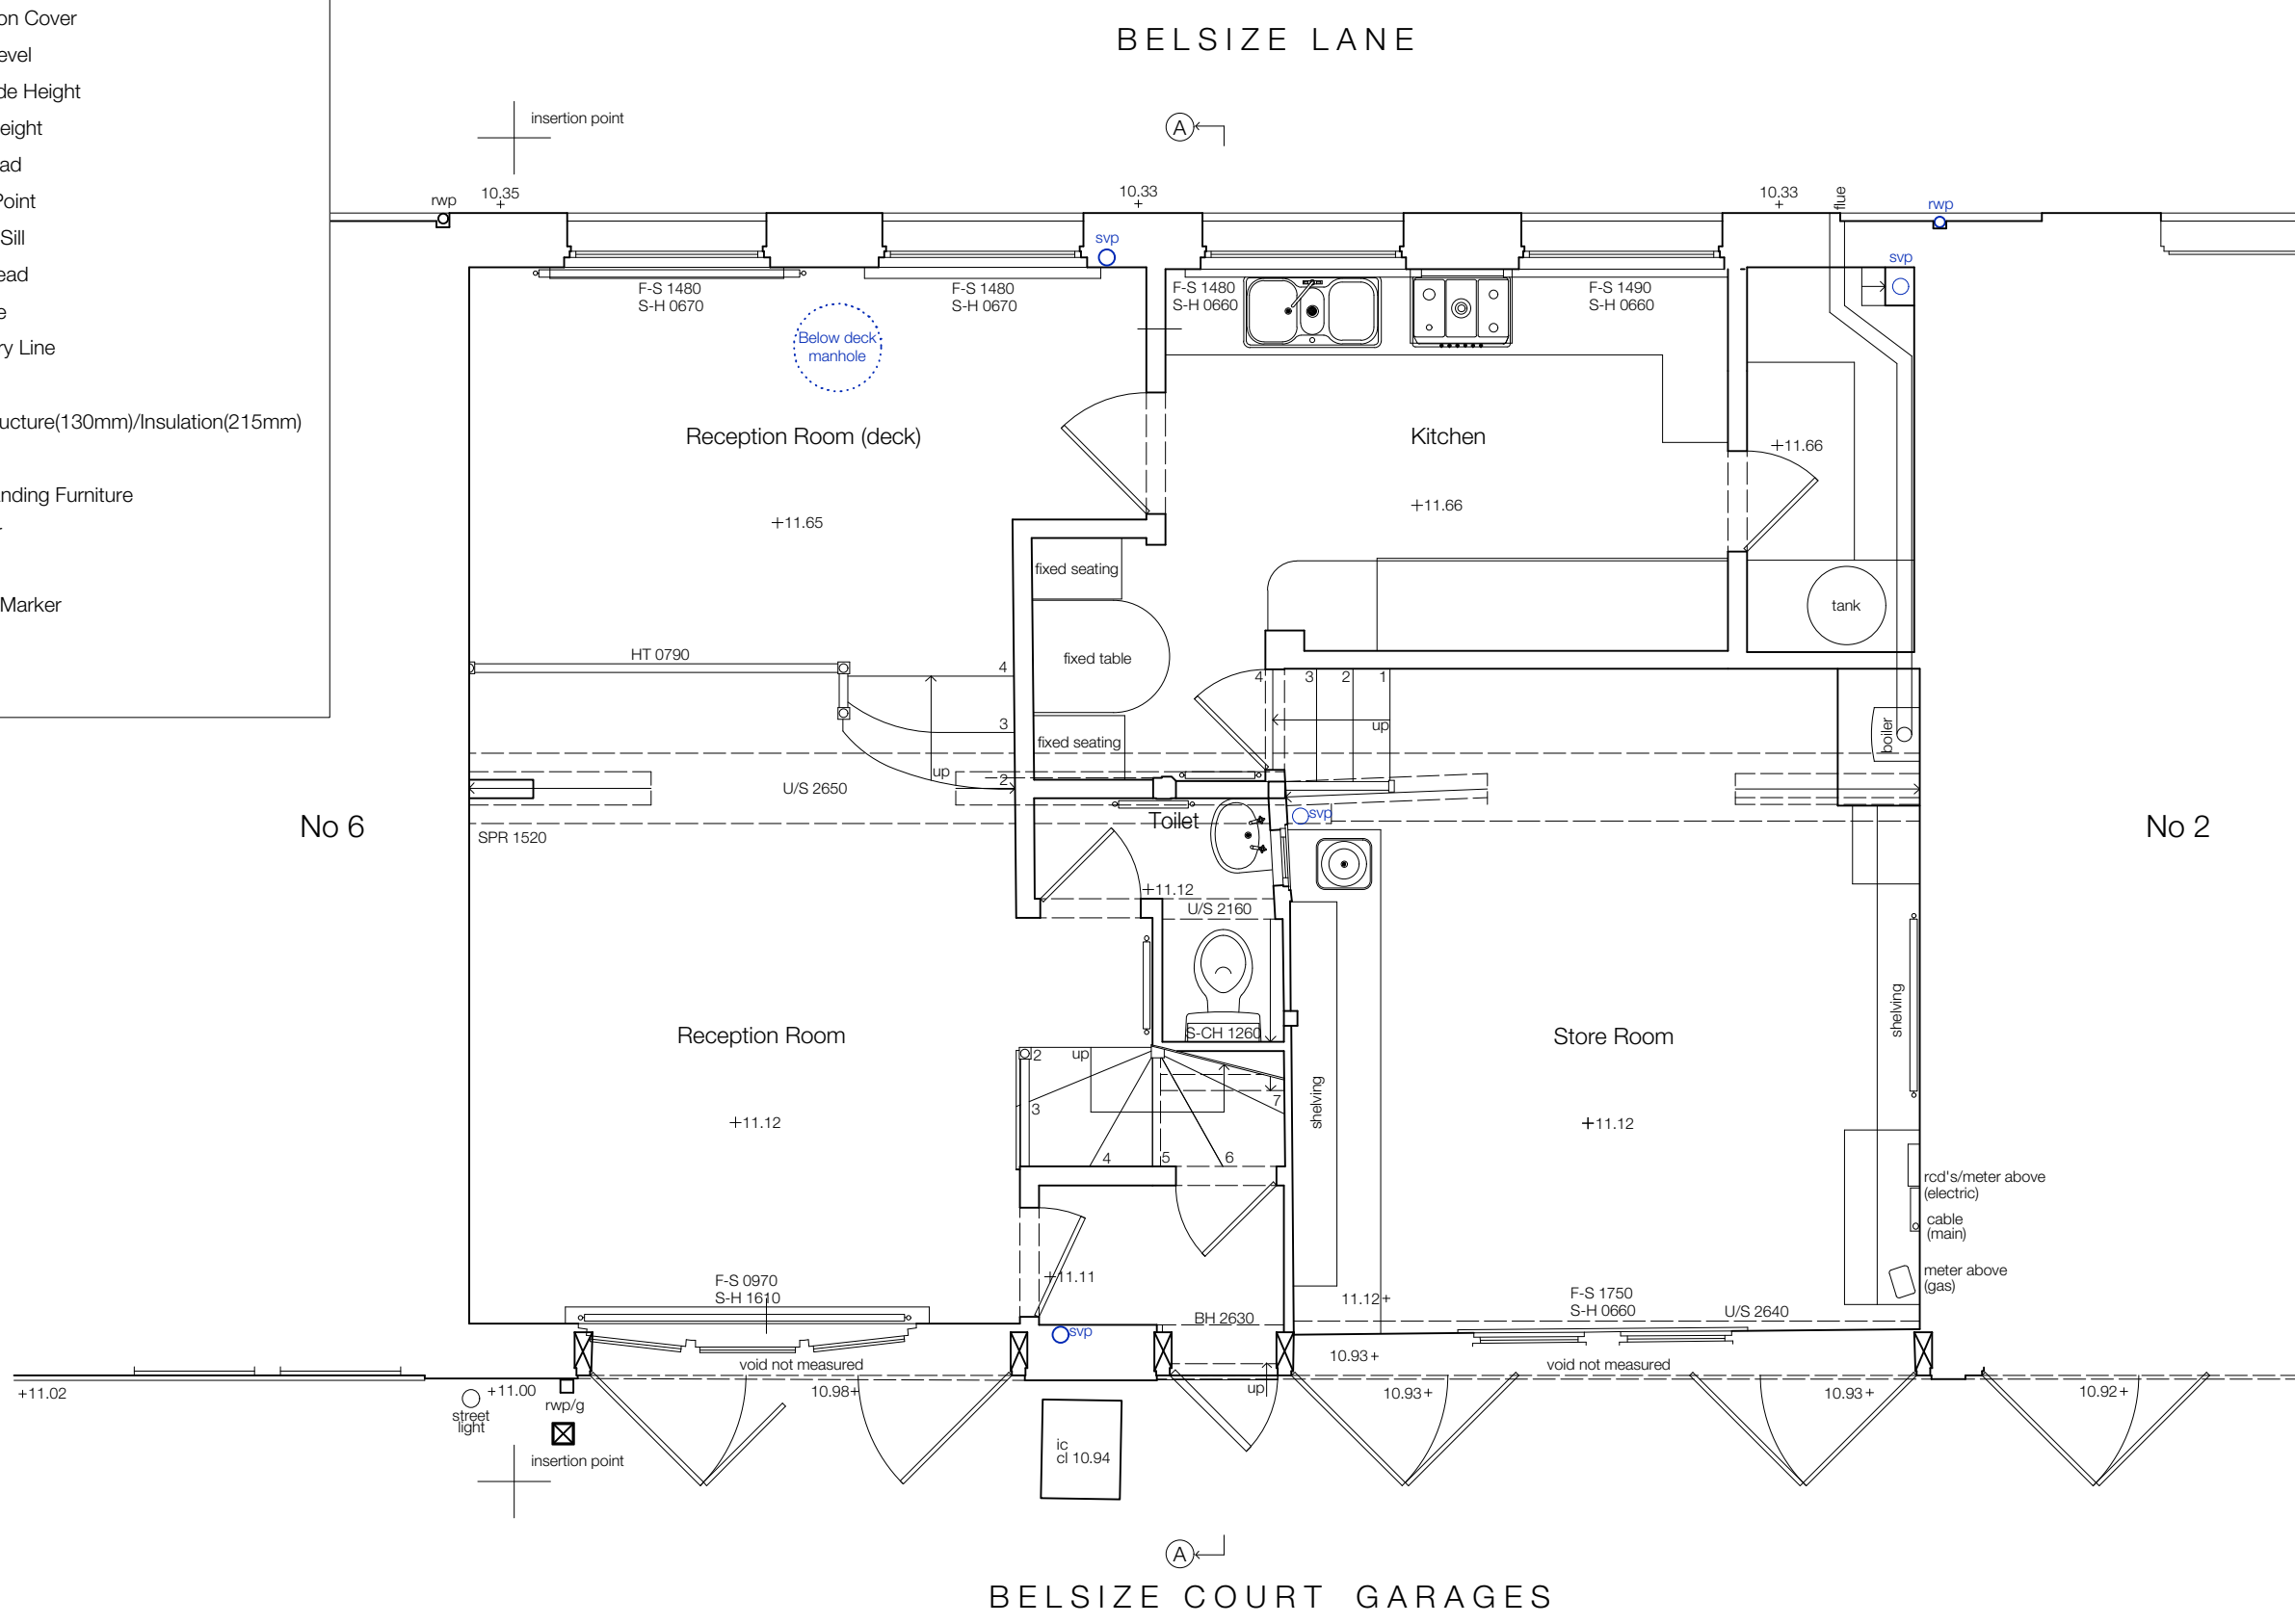 on Cover
evel
de Height
eight
ad
Point
Sill
ead
e
ry Line
ucture(130mm)/Insulation(215mm)
nding Furniture
r
Marker
BELSIZE LANE
insertion point
A
rwp
10.35
10.33
10.33
flue
rwp
svp
svp
F-S 1480
S-H 0670
F-S 1480
S-H 0670
F-S 1480
S-H 0660
F-S 1490
S-H 0660
Below deck
manhole
Reception Room (deck)
Kitchen
+11.66
+11.65
+11.66
fixed seating
tank
fixed table
HT 0790
4
3
2
up
4
3
2
1
up
fixed seating
boiler
U/S 2650
No 6
SPR 1520
Toilet
svp
No 2
+11.12
U/S 2160
S-CH 1260
shelving
Reception Room
Store Room
2
up
3
4
5
6
7
shelving
+11.12
+11.12
rcd's/meter above
(electric)
cable
(main)
meter above
(gas)
+11.11
F-S 0970
S-H 1610
11.12+
F-S 1750
S-H 0660
U/S 2640
BH 2630
svp
void not measured
10.93+
void not measured
+11.02
+11.00
street
light
rwp/g
10.98+
up
10.93+
10.93+
10.92+
insertion point
ic
cl 10.94
A
BELSIZE COURT GARAGES